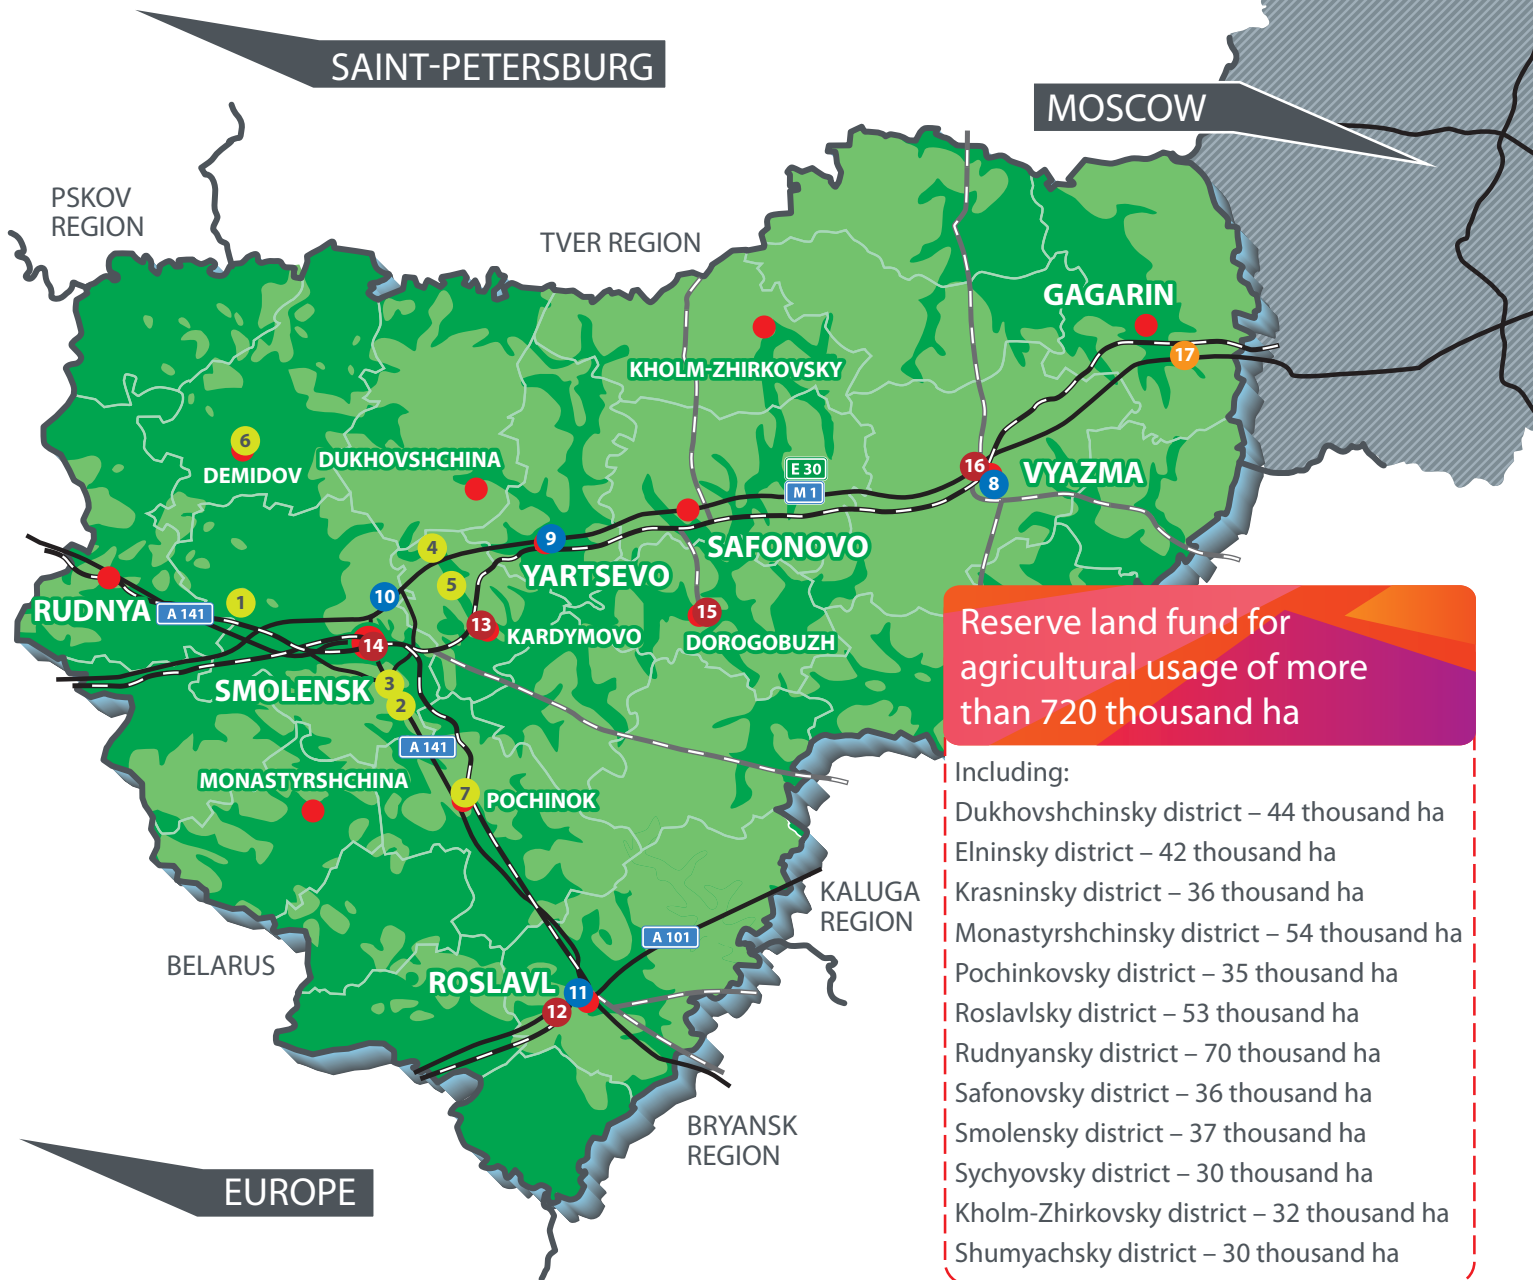 SAINT-PETERSBURG
MOSCOW
PSKOV
REGION
TVER REGION
GAGARIN
17
KHOLM-ZHIRKOVSKY
6
DEMIDOV
DUKHOVSHCHINA
E 30
M 1
16
8
VYAZMA
4
9
SAFONOVO
5
YARTSEVO
10
1
RUDNYA
A 141
13
KARDYMOVO
15
DOROGOBUZH
14
SMOLENSK
3
2
A 141
MONASTYRSHCHINA
7
POCHINOK
KALUGA
REGION
A 101
BELARUS
ROSLAVL
11
12
BRYANSK
REGION
EUROPE
Reserve land fund for
agricultural usage of more
than 720 thousand ha
Including:
Dukhovshchinsky district – 44 thousand ha
Elninsky district – 42 thousand ha
Krasninsky district – 36 thousand ha
Monastyrshchinsky district – 54 thousand ha
Pochinkovsky district – 35 thousand ha
Roslavlsky district – 53 thousand ha
Rudnyansky district – 70 thousand ha
Safonovsky district – 36 thousand ha
Smolensky district – 37 thousand ha
Sychyovsky district – 30 thousand ha
Kholm-Zhirkovsky district – 32 thousand ha
Shumyachsky district – 30 thousand ha